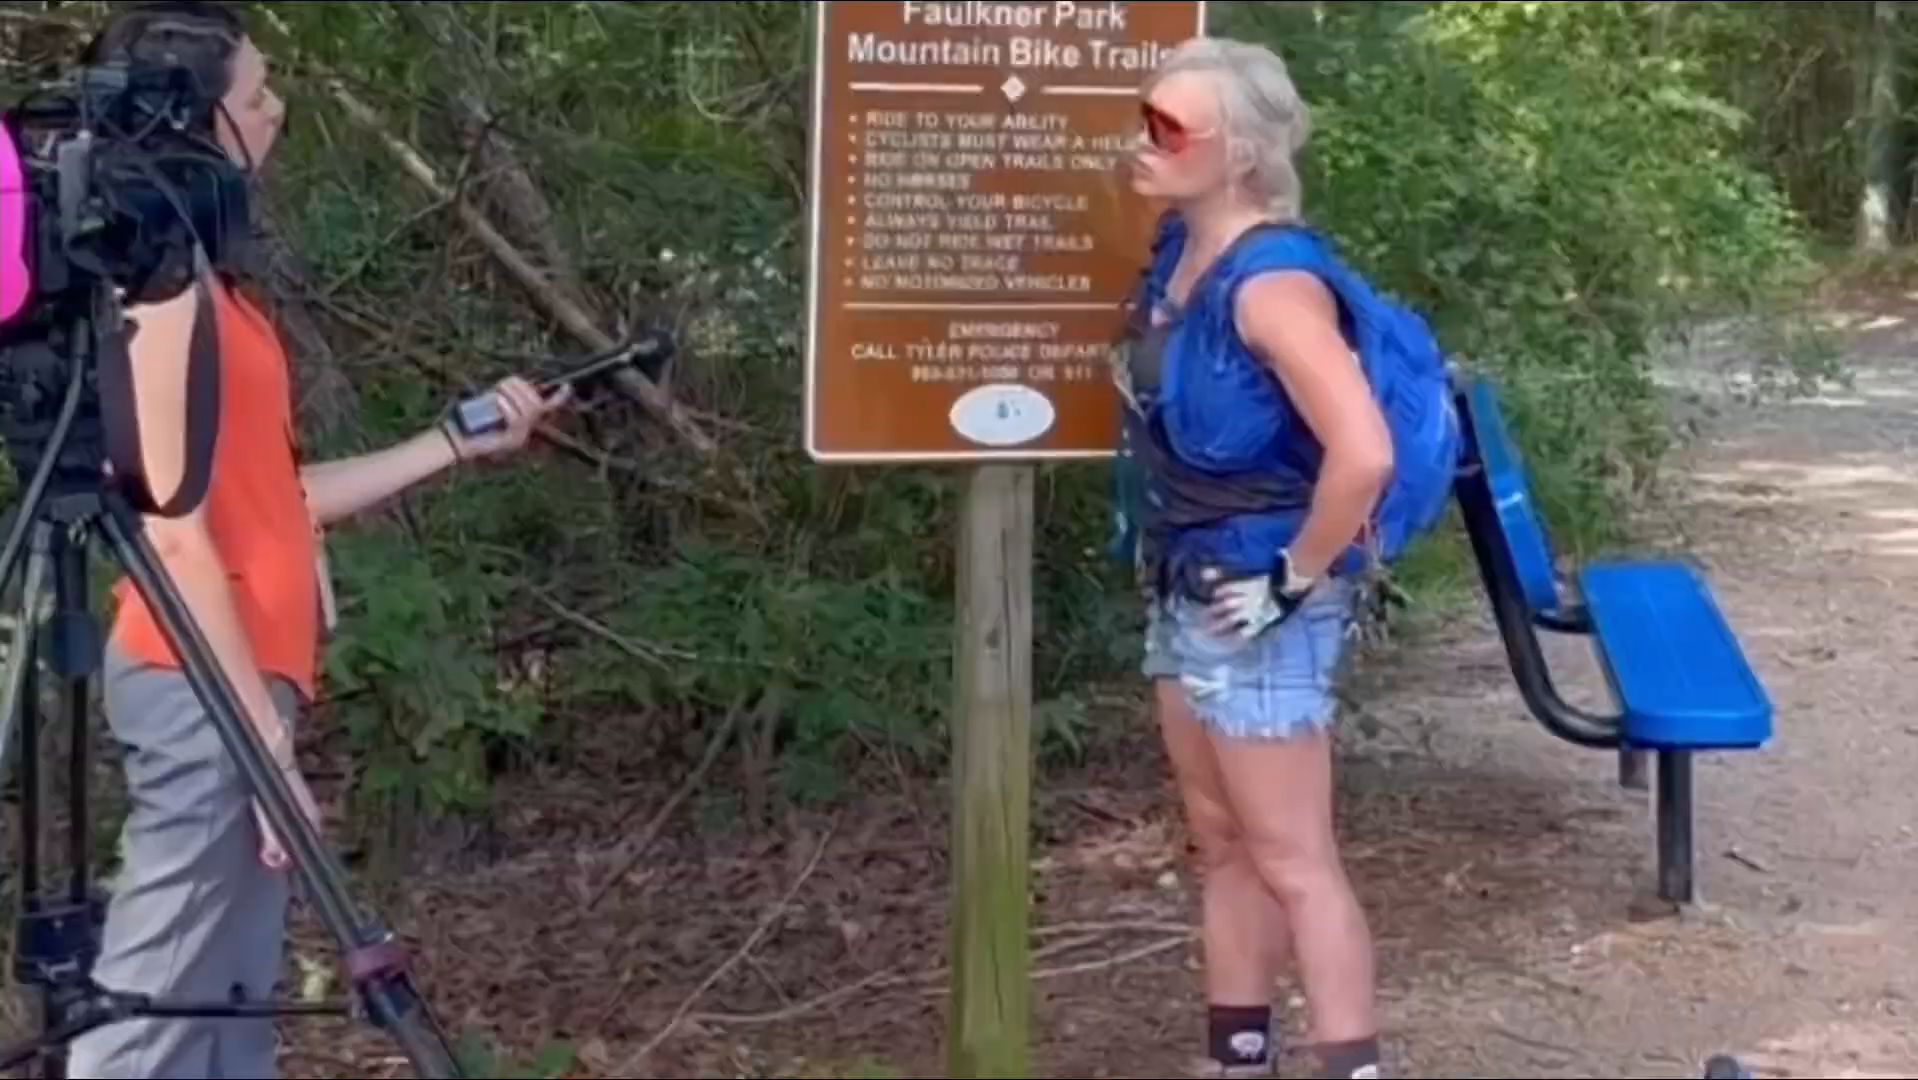 Faulkner Park
Mountain Bike Trails
• RIDE TO YOUR ABILITY
• CYCLISTS MUST WEAR A HEL
• RIDE ON OPEN TRAILS ONLY
• NO HORSES
• CONTROL YOUR BICYCLE
• ALWAYS YIELD TRAIL
• DO NOT RIDE WET TRAILS
• LEAVE NO TRACE
• NO MOTORIZED VEHICLES
EMERGENCY
CALL TYLER POLICE DEPART
OR 911